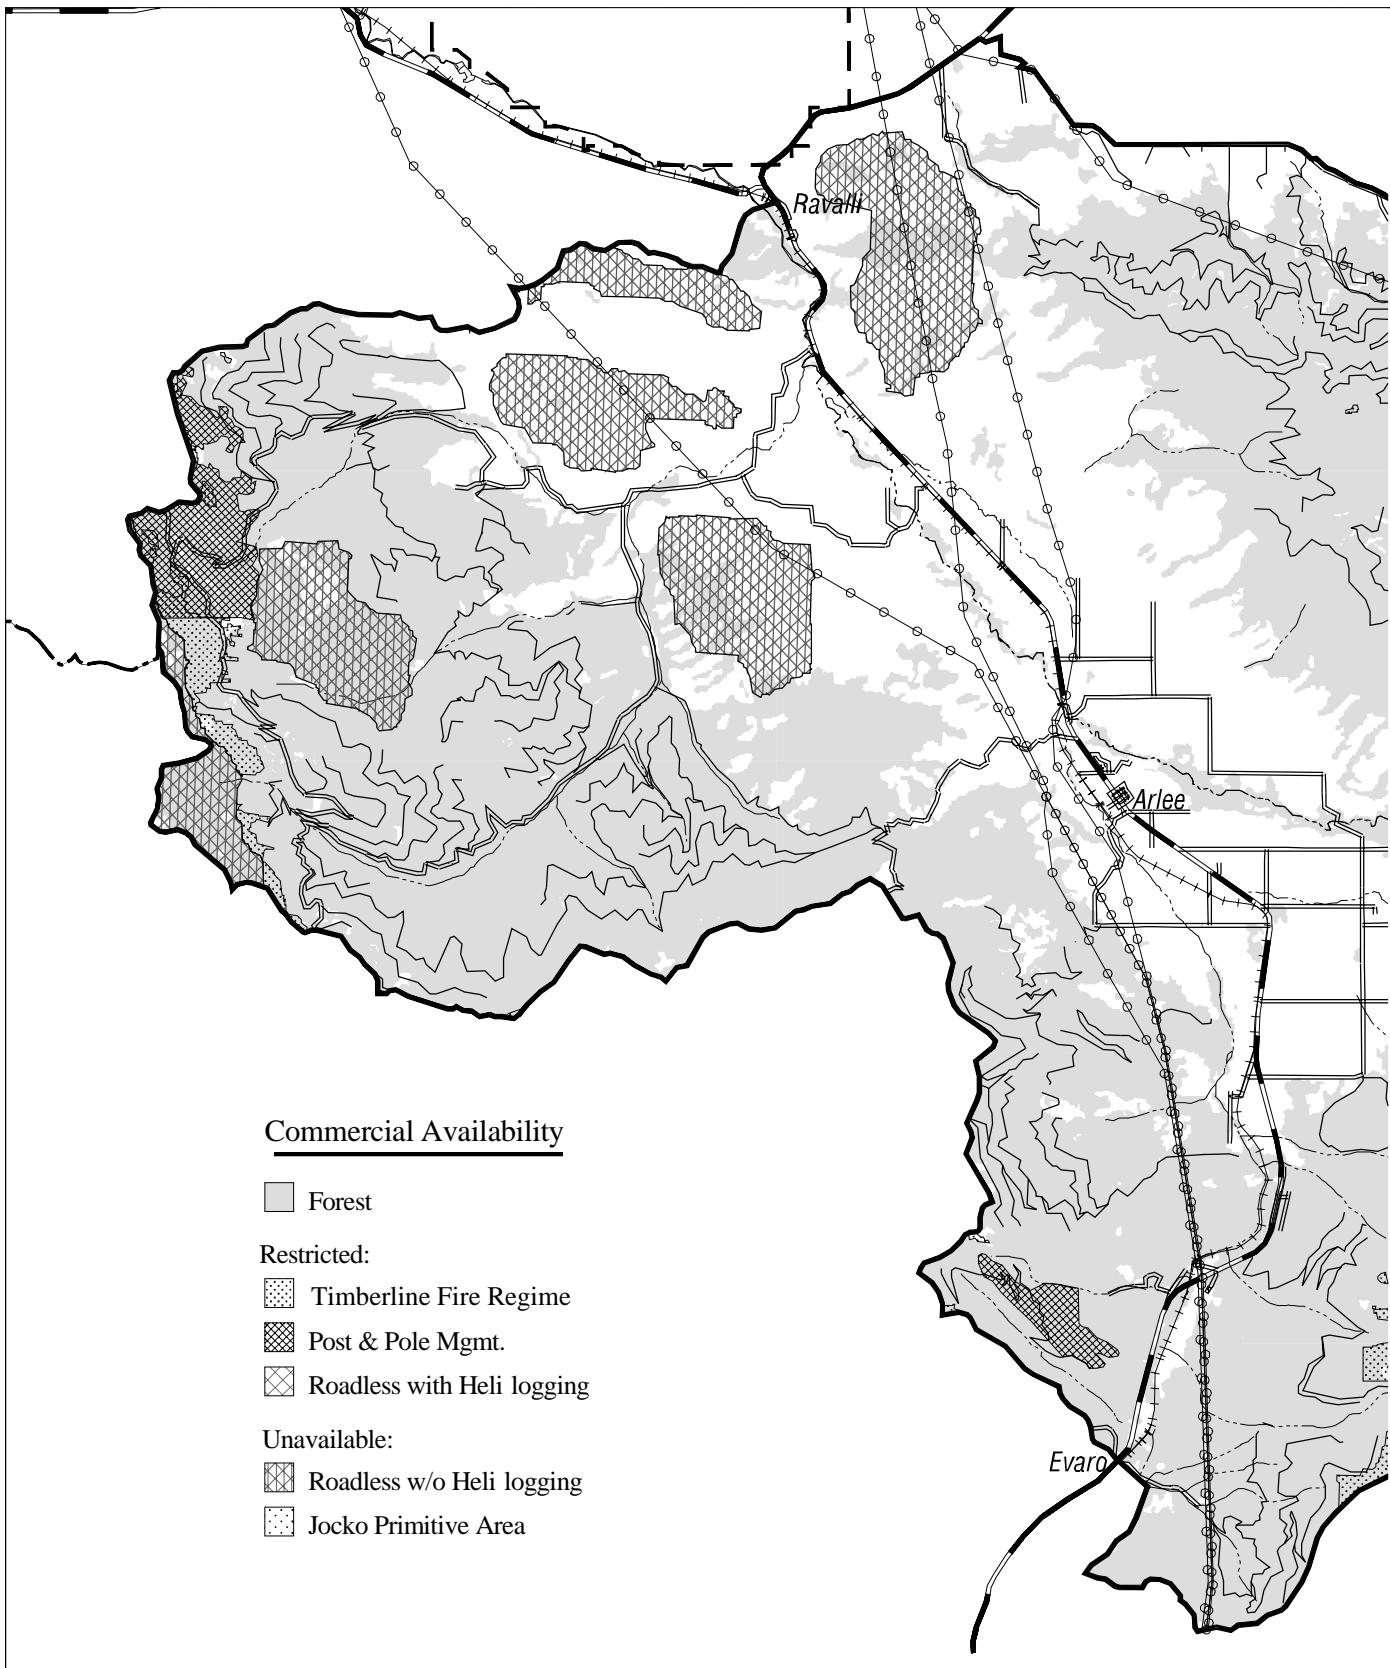 Ravalli
Arlee
Commercial Availability
Forest
Restricted:
Timberline Fire Regime
Post & Pole Mgmt.
Roadless with Heli logging
Unavailable:
Roadless w/o Heli logging
Jocko Primitive Area
Evaro